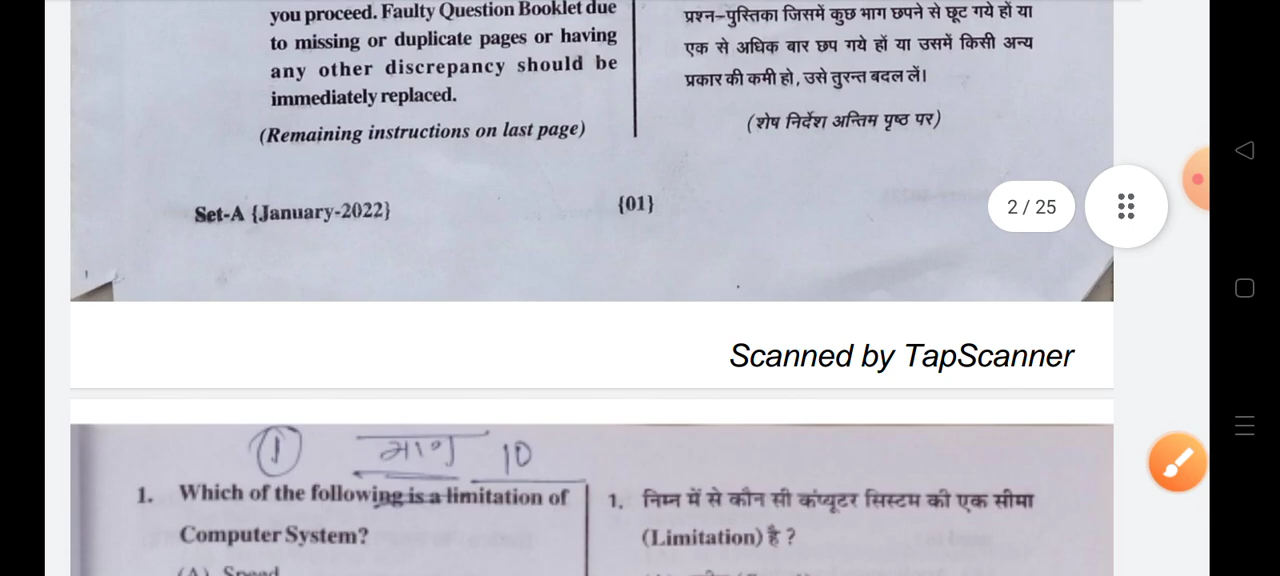 you proceed. Faulty Question Booklet due
to missing or duplicate pages or having
any other discrepancy should be
immediately replaced.
(Remaining instructions on last page)
प्रश्न-पुस्तिका जिसमें कुछ भाग छपने से छूट गये हों या
एक से अधिक बार छप गये हों या उसमें किसी अन्य
प्रकार की कमी हो, उसे तुरन्त बदल लें।
(शेष निर्देश अन्तिम पृष्ठ पर)
Set-A {January-2022}
{01}
2 / 25
Scanned by TapScanner
1 भाग 10
1. Which of the following is a limitation of
Computer System?
(A) Speed
1. निम्न में से कौन सी कंप्यूटर सिस्टम की एक सीमा
(Limitation) है ?